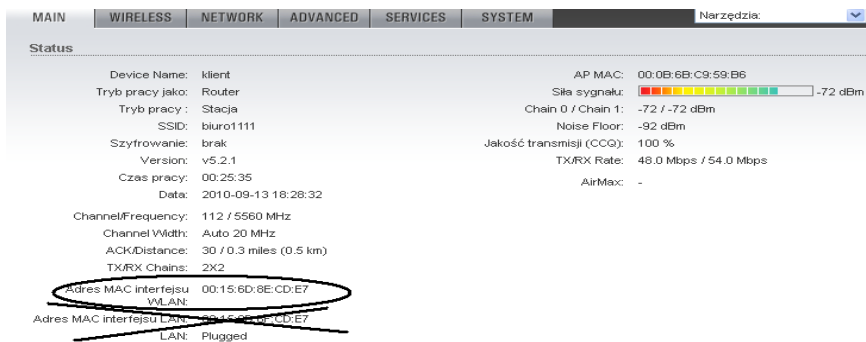 MAIN WIRELESS NETWORK ADVANCED SERVICES SYSTEM Narzędzia:
Status
Device Name: klient
Tryb pracy jako: Router
Tryb pracy : Stacja
SSID: biuro1111
Szyfrowanie: brak
Version: v5.2.1
Czas pracy: 00:25:35
Data: 2010-09-13 18:28:32
Channel/Frequency: 112 / 5560 MHz
Channel Width: Auto 20 MHz
ACK/Distance: 30 / 0.3 miles (0.5 km)
TX/RX Chains: 2X2
Adres MAC interfejsu WLAN: 00:15:6D:8E:CD:E7
Adres MAC interfejsu LAN:
LAN: Plugged
AP MAC: 00:0B:6B:C9:59:B6
Siła sygnału: -72 dBm
Chain 0 / Chain 1: -72 / -72 dBm
Noise Floor: -92 dBm
Jakość transmisji (CCQ): 100 %
TX/RX Rate: 48.0 Mbps / 54.0 Mbps
AirMax: -